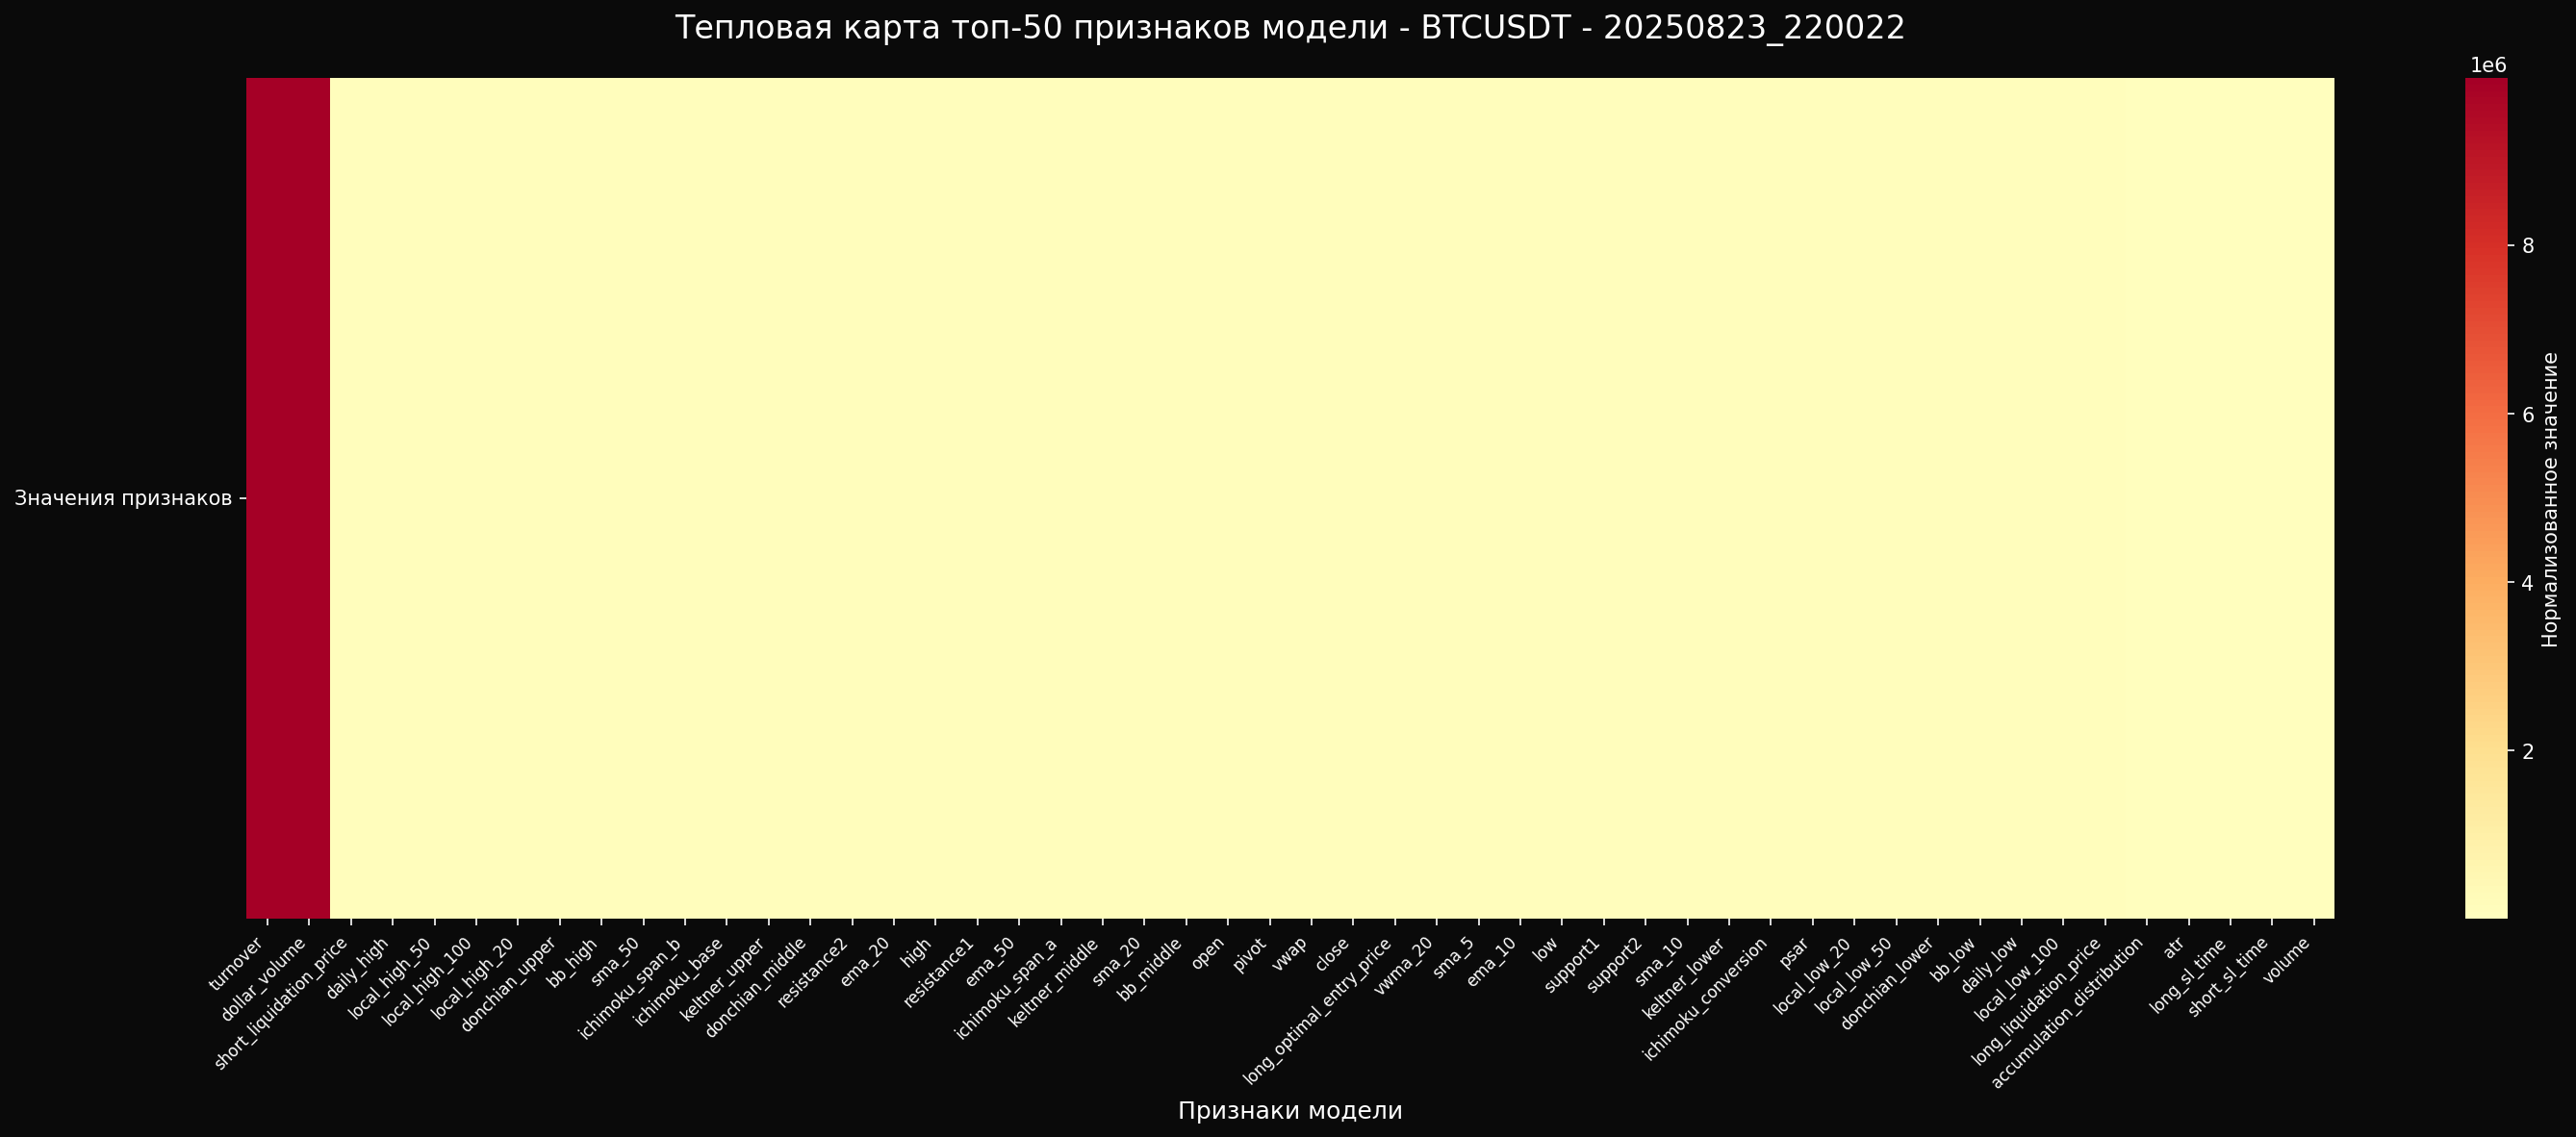 Тепловая карта топ-50 признаков модели - BTCUSDT - 20250823_220022
1e6
8
6
4
2
Нормализованное значение
Значения признаков
turnover
dollar_volume
short_liquidation_price
daily_high
local_high_50
local_high_100
local_high_20
donchian_upper
bb_high
sma_50
ichimoku_span_b
ichimoku_base
keltner_upper
donchian_middle
resistance2
ema_20
high
resistance1
ema_50
ichimoku_span_a
keltner_middle
sma_20
bb_middle
open
pivot
vwap
close
long_optimal_entry_price
vwma_20
sma_5
ema_10
low
support1
support2
sma_10
keltner_lower
ichimoku_conversion
psar
local_low_20
local_low_50
donchian_lower
bb_low
daily_low
local_low_100
long_liquidation_price
accumulation_distribution
atr
long_sl_time
short_sl_time
volume
Признаки модели